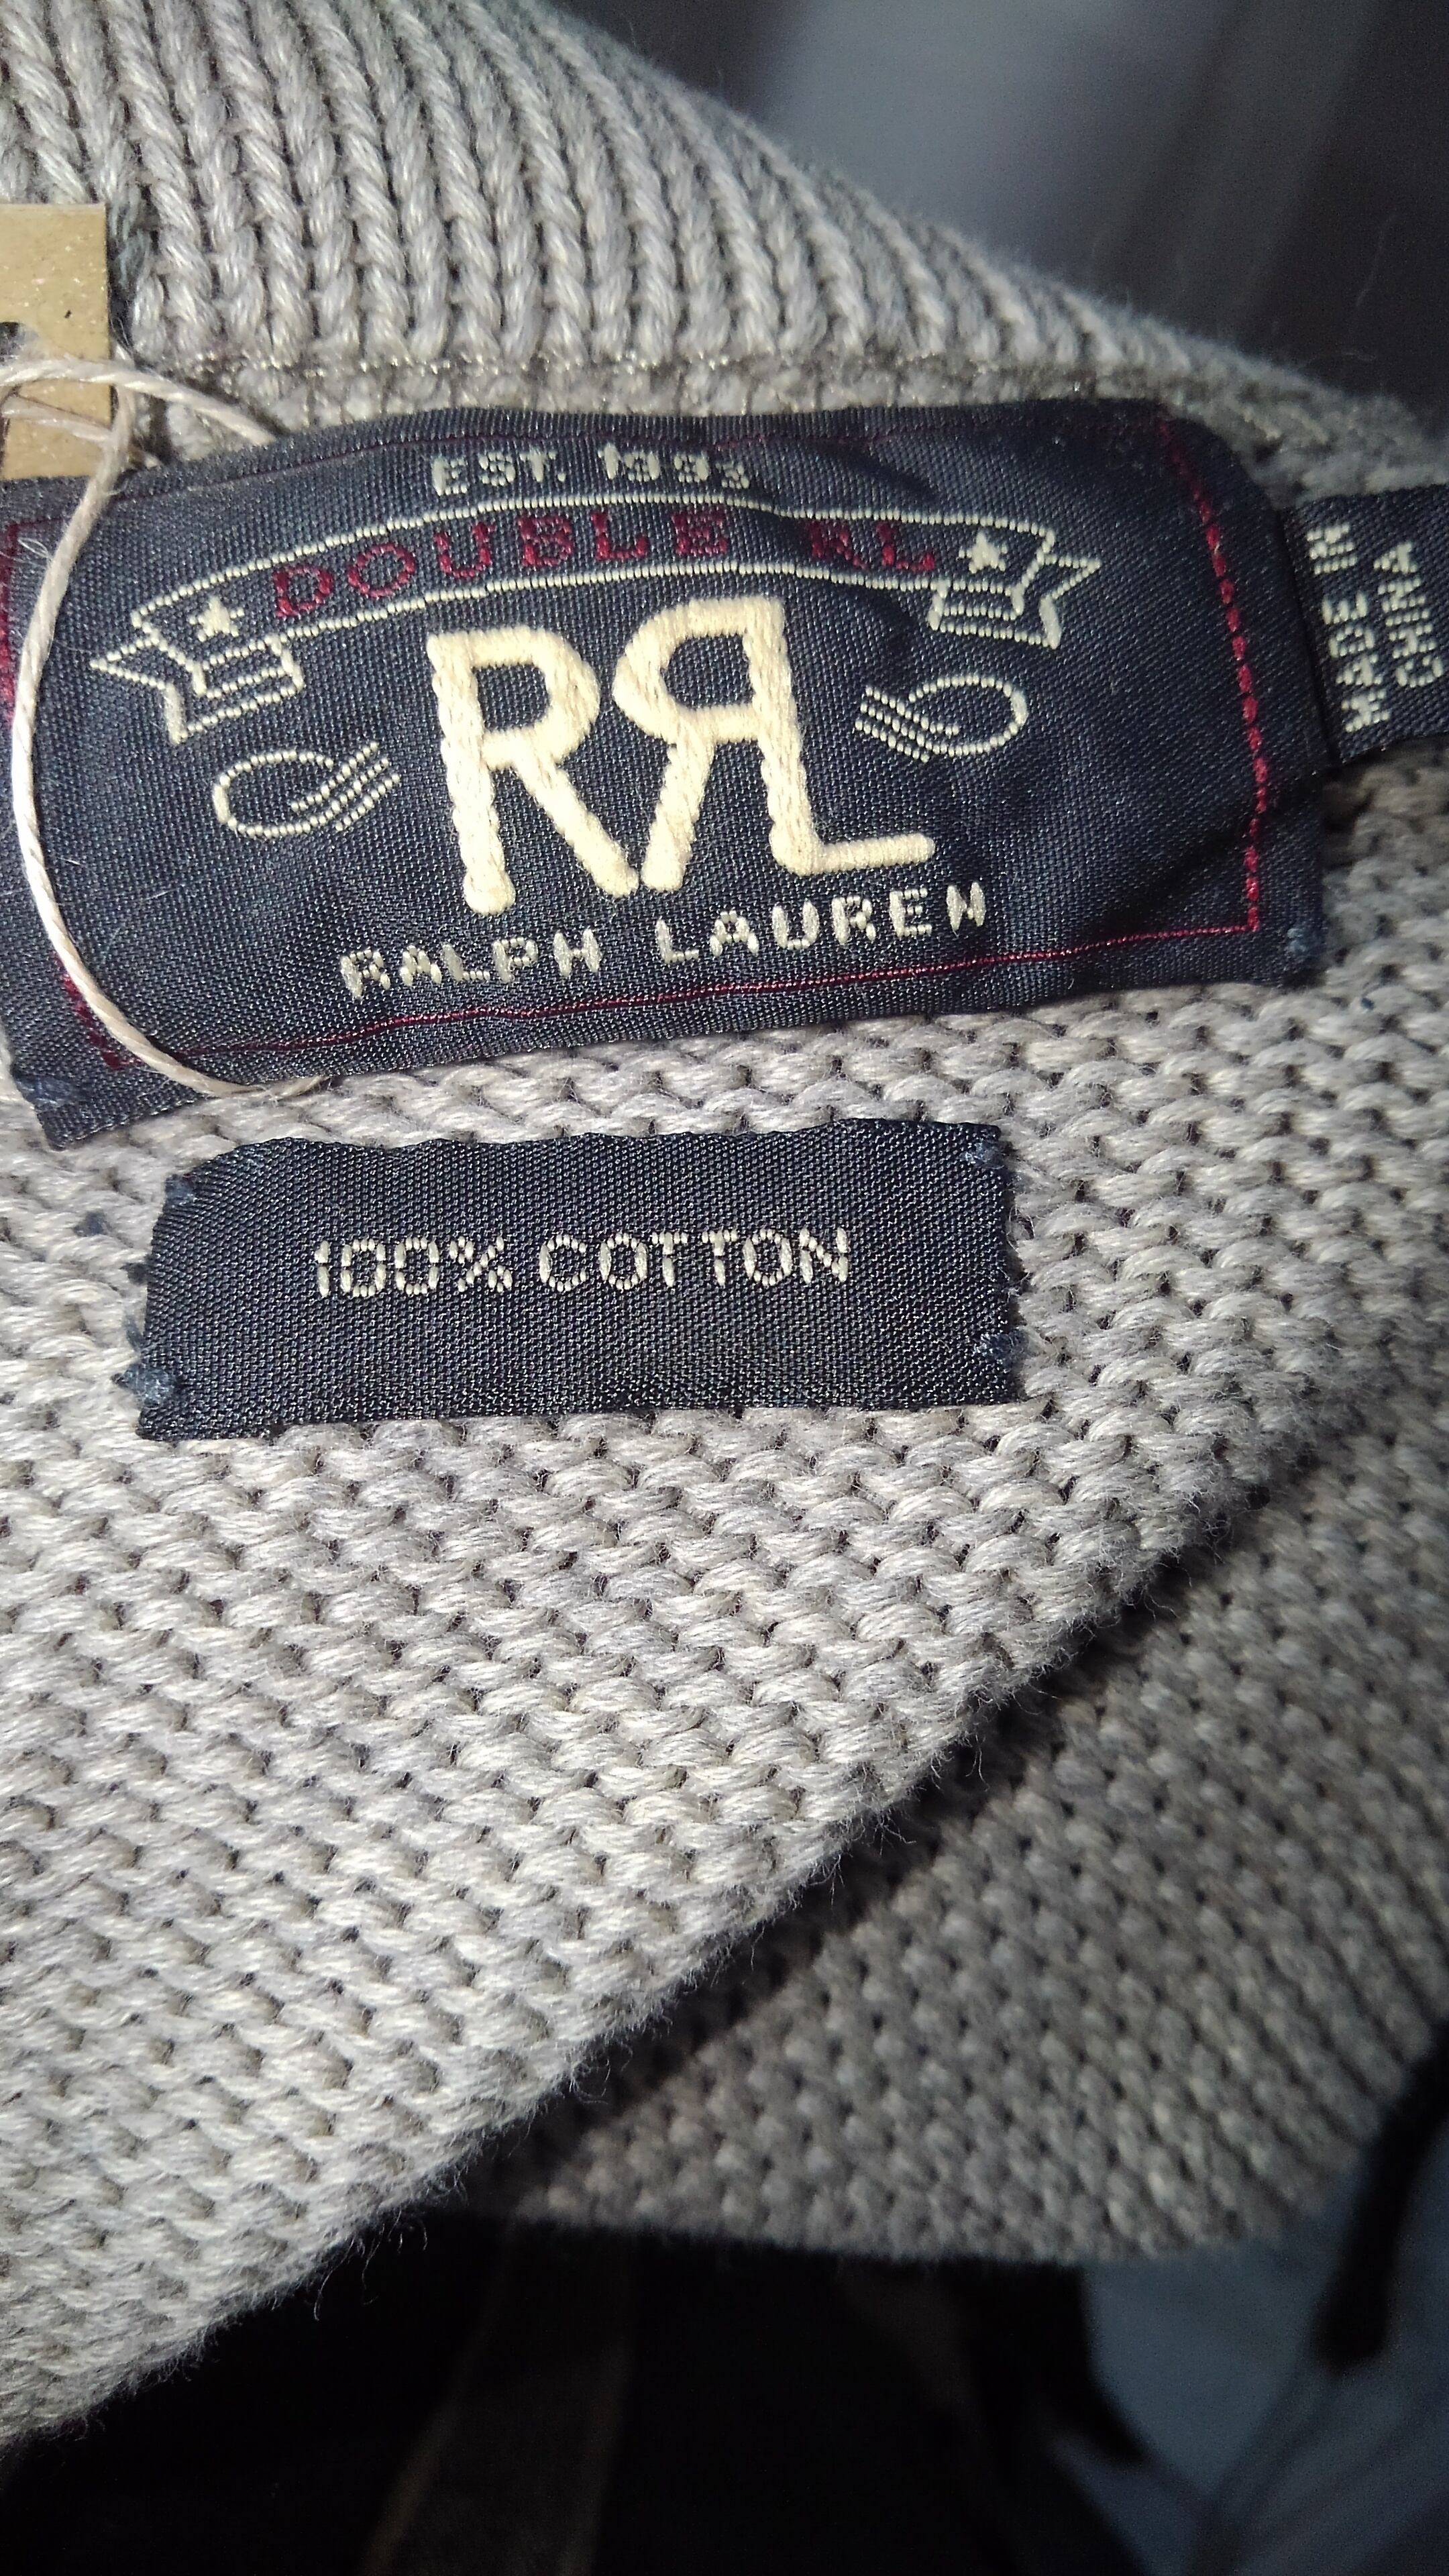 EST. 1993
DOUBLE RL
RRL
RALPH LAUREN
MADE IN
CHINA
100% COTTON